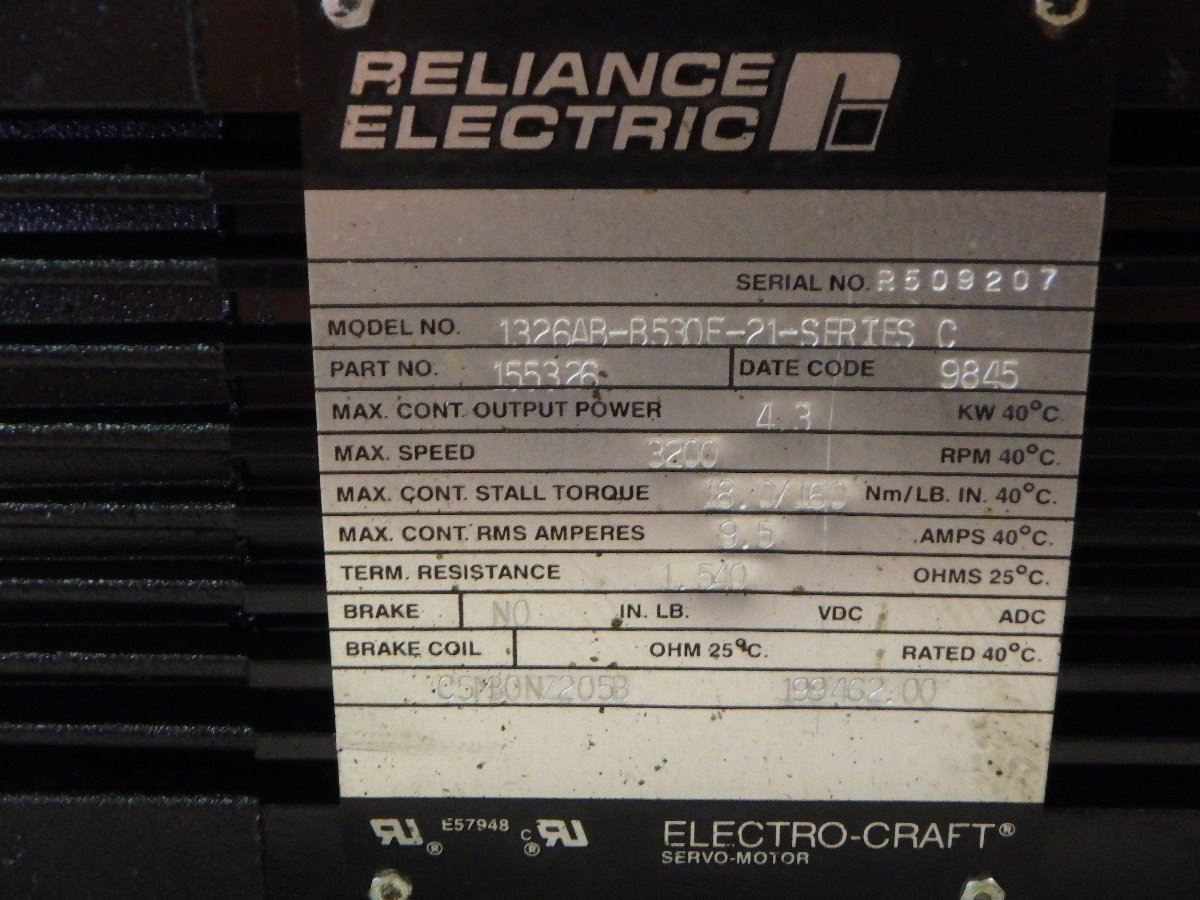 RELIANCE
ELECTRIC
SERIAL NO. R509207
MODEL NO. 1326AB-B530E-21-SERIES C
PART NO. 155326 DATE CODE 9845
MAX. CONT. OUTPUT POWER 4.3 KW 40°C.
MAX. SPEED 3200 RPM 40°C.
MAX. CONT. STALL TORQUE 18.0/160 Nm/LB. IN. 40°C.
MAX. CONT. RMS AMPERES 9.5 AMPS 40°C.
TERM. RESISTANCE 1.540 OHMS 25°C.
BRAKE NO IN. LB. VDC ADC
BRAKE COIL OHM 25°C. RATED 40°C.
199462.00
E57948 ELECTRO-CRAFT®
SERVO-MOTOR